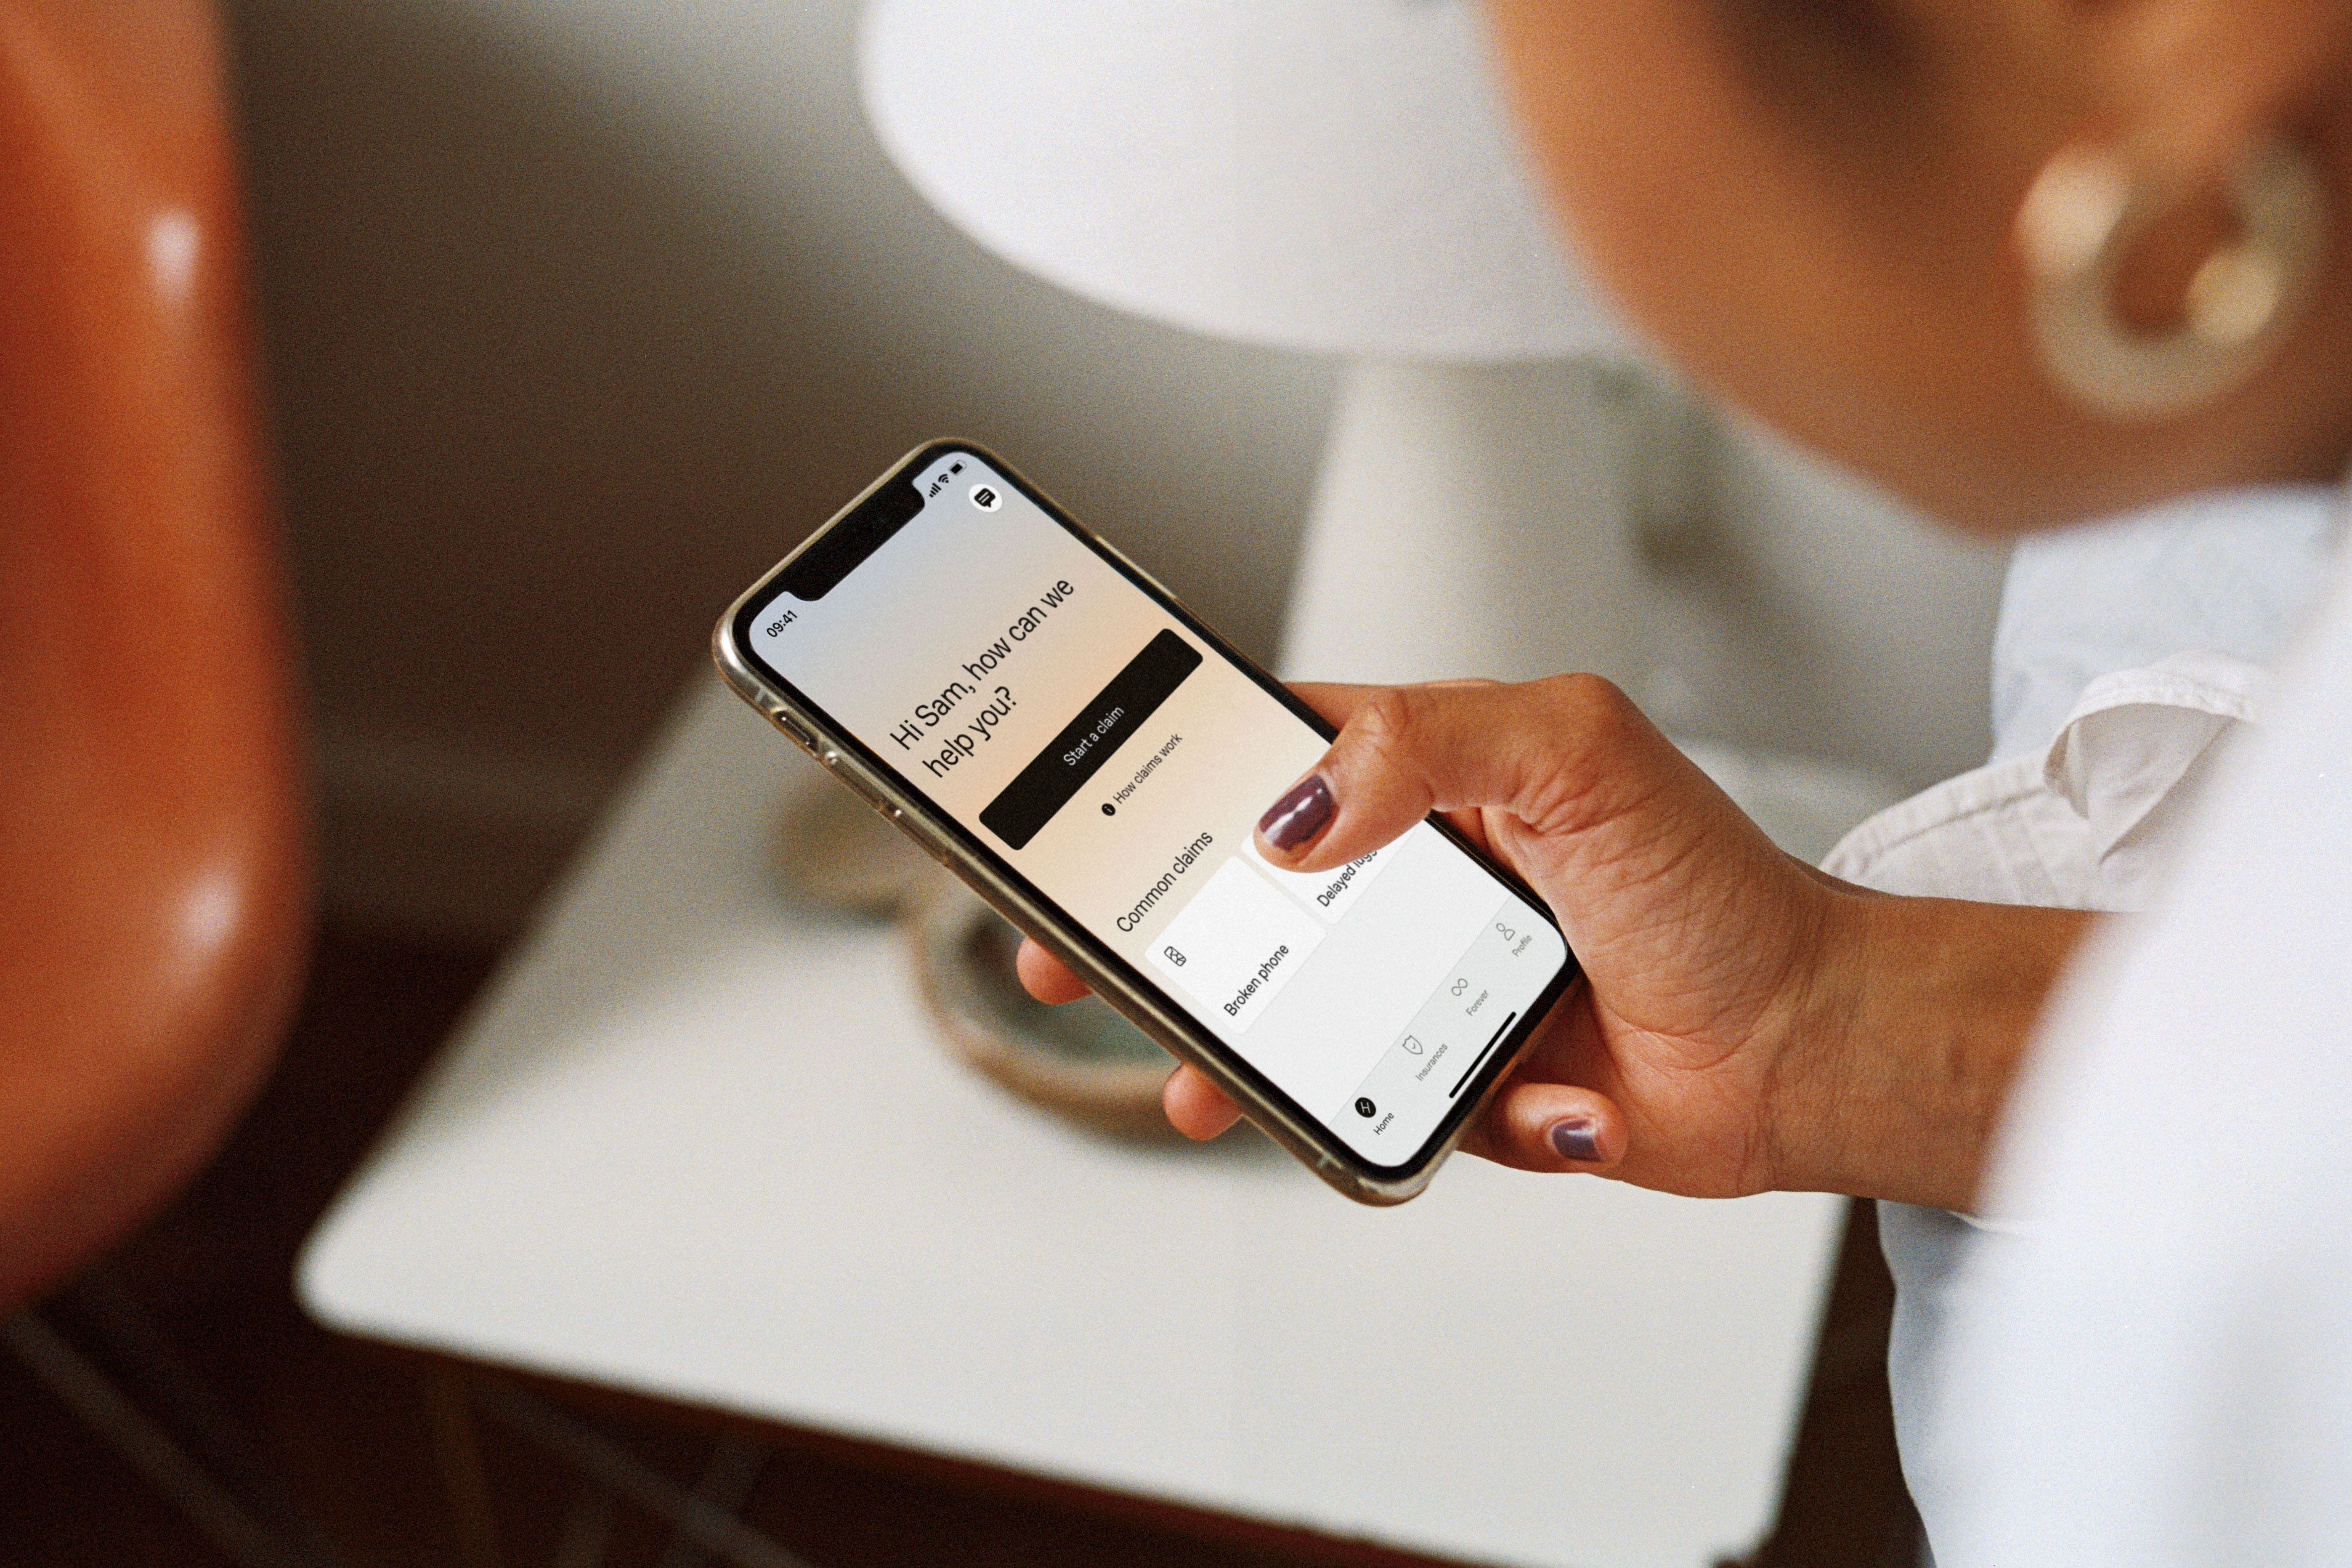 09:41
Hi Sam, how can we
help you?
Start a claim
How claims work
Common claims
Broken phone
Delayed
Home
Insurances
Forever
Profile